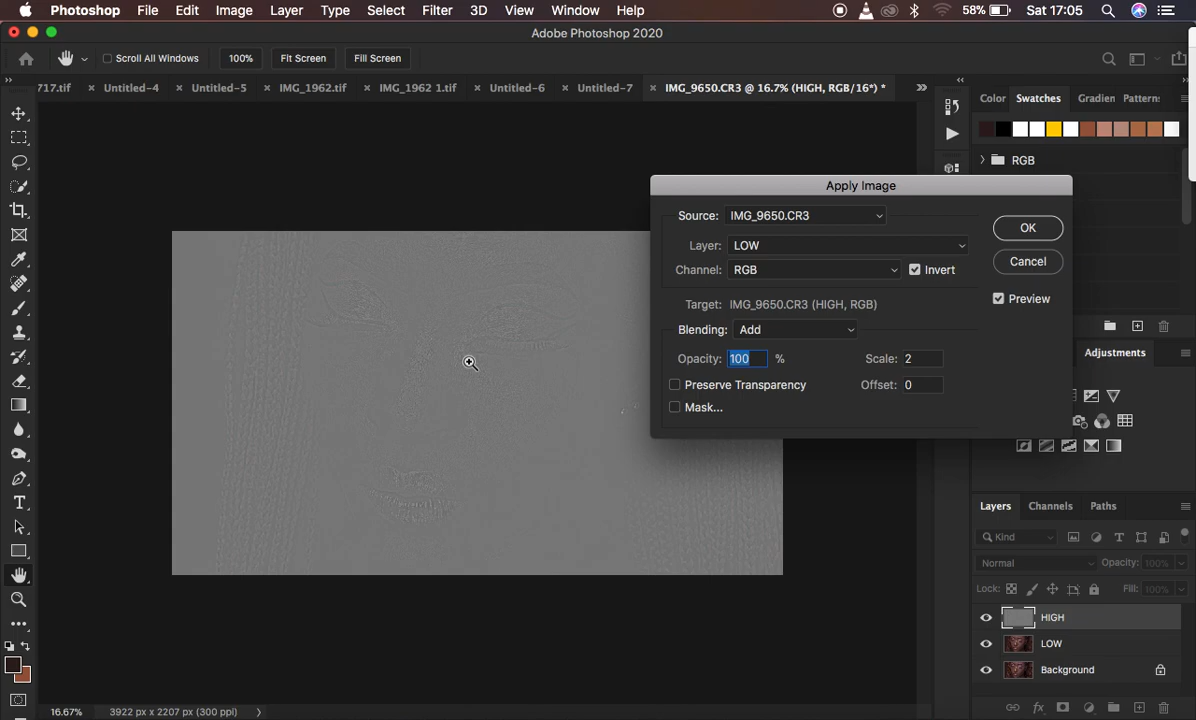 Photoshop File Edit Image Layer Type Select Filter 3D View Window Help 58% Sat 17:05
Adobe Photoshop 2020
Scroll All Windows 100% Fit Screen Fill Screen
717.tif Untitled-4 Untitled-5 IMG_1962.tif IMG_1962 1.tif Untitled-6 Untitled-7 IMG_9650.CR3 @ 16.7% (HIGH, RGB/16*) *
Color Swatches Gradien Patterns
RGB
Apply Image
Source: IMG_9650.CR3
OK
Layer: LOW
Cancel
Channel: RGB Invert
Preview
Target: IMG_9650.CR3 (HIGH, RGB)
Blending: Add
Opacity: 100 % Scale: 2
Preserve Transparency Offset: 0
Mask...
Adjustments
Layers Channels Paths
Kind
Normal Opacity: 100%
Lock: Fill: 100%
HIGH
LOW
Background
16.67% 3922 px x 2207 px (300 ppi)